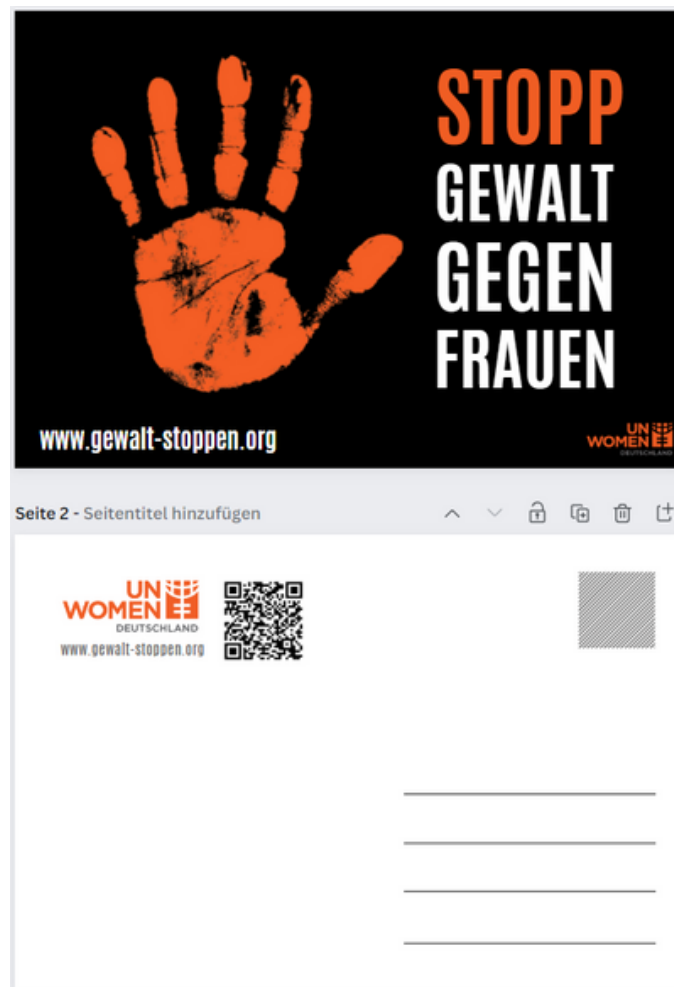 STOPP
GEWALT
GEGEN
FRAUEN
www.gewalt-stoppen.org
UN
WOMEN
DEUTSCHLAND
Seite 2 - Seitentitel hinzufügen
UN
WOMEN
DEUTSCHLAND
www.gewalt-stoppen.org